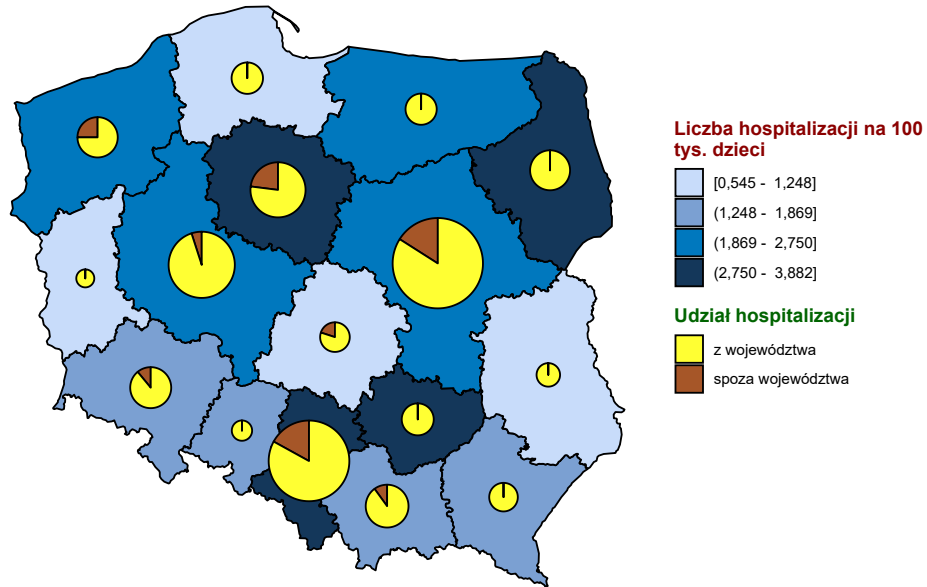 Liczba hospitalizacji na 100
tys. dzieci
[0,545 - 1,248]
(1,248 - 1,869]
(1,869 - 2,750]
(2,750 - 3,882]
Udział hospitalizacji
z województwa
spoza województwa